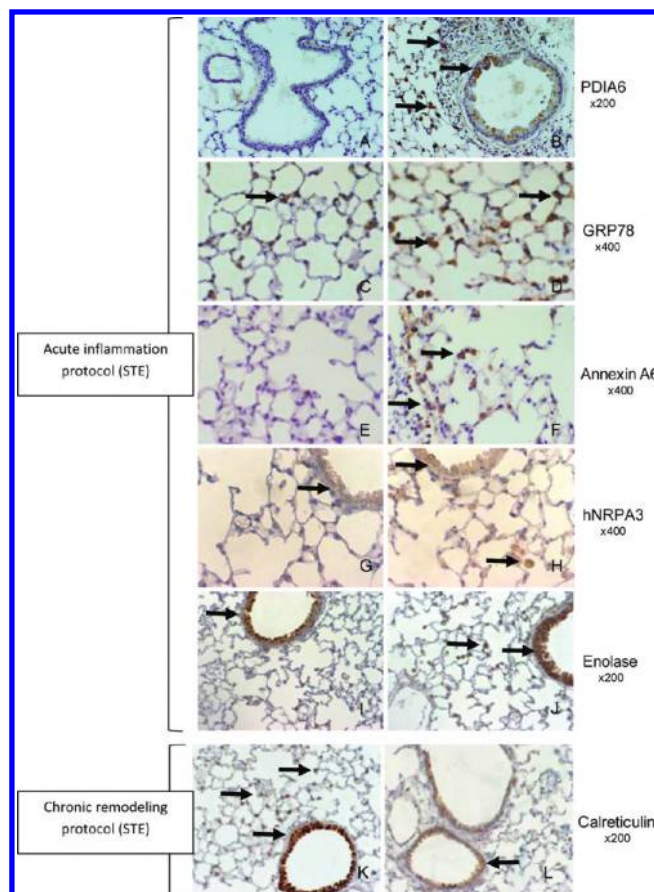 A
B
PDIA6
x200
C
D
GRP78
x400
Acute inflammation
protocol (STE)
E
F
Annexin A6
x400
G
H
hNRPA3
x400
I
J
Enolase
x200
Chronic remodeling
protocol (STE)
K
L
Calreticulin
x200